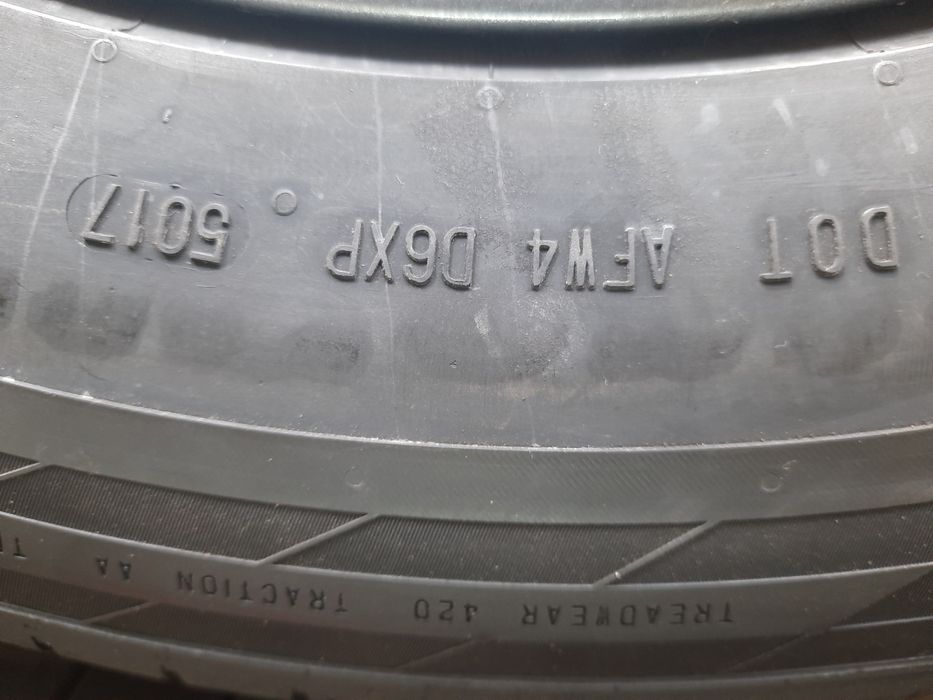 DOT AFW4 D6XP 5017
TREADWEAR 420 TRACTION AA